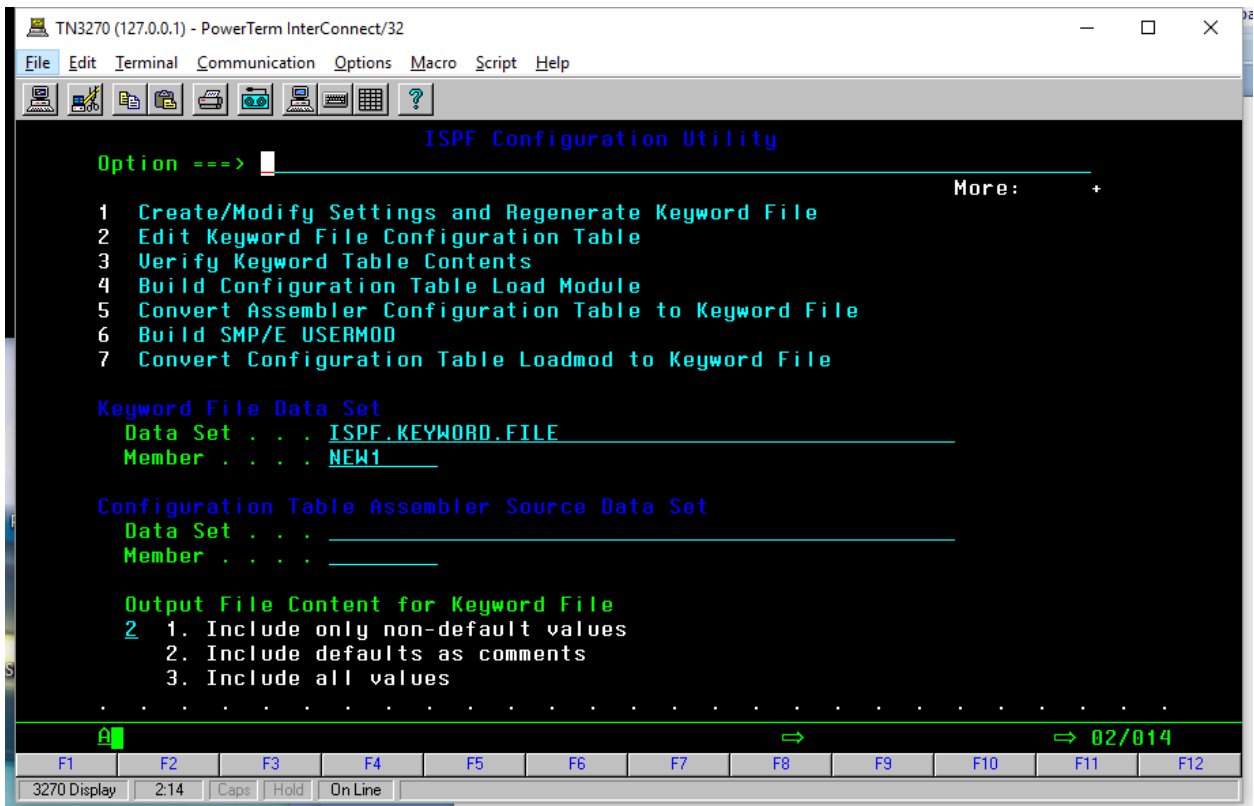 TN3270 (127.0.0.1) - PowerTerm InterConnect/32
File Edit Terminal Communication Options Macro Script Help
ISPF Configuration Utility
Option ===>
More: +
1 Create/Modify Settings and Regenerate Keyword File
2 Edit Keyword File Configuration Table
3 Verify Keyword Table Contents
4 Build Configuration Table Load Module
5 Convert Assembler Configuration Table to Keyword File
6 Build SMP/E USERMOD
7 Convert Configuration Table Loadmod to Keyword File
Keyword File Data Set
Data Set . . . ISPF.KEYWORD.FILE
Member . . . . NEW1
Configuration Table Assembler Source Data Set
Data Set . . .
Member . . . .
Output File Content for Keyword File
2 1. Include only non-default values
2. Include defaults as comments
3. Include all values
. . . . . . . . . . . . . . . . . . . . . . . . . . .
A ⇨ ⇨ 02/014
F1 F2 F3 F4 F5 F6 F7 F8 F9 F10 F11 F12
3270 Display 2:14 Caps Hold On Line